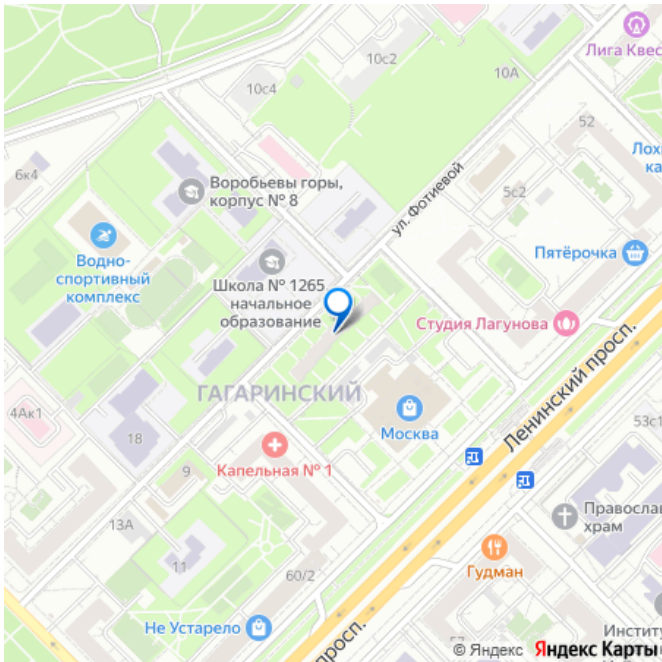 10с2
10с4
10А
Лига Квес
52
Лох
ка
6к4
Воробьевы горы,
корпус № 8
ул. Фотиевой
5с2
Водно-
спортивный
комплекс
Школа № 1265
начальное
образование
Пятёрочка
Студия Лагунова
Ленинский просп.
ГАГАРИНСКИЙ
4Ак1
18
Москва
53с1
Капельная № 1
9
13А
Православ
храм
11
60/2
Гудман
Не Устарело
просп.
Инстит
© Яндекс Яндекс Карты